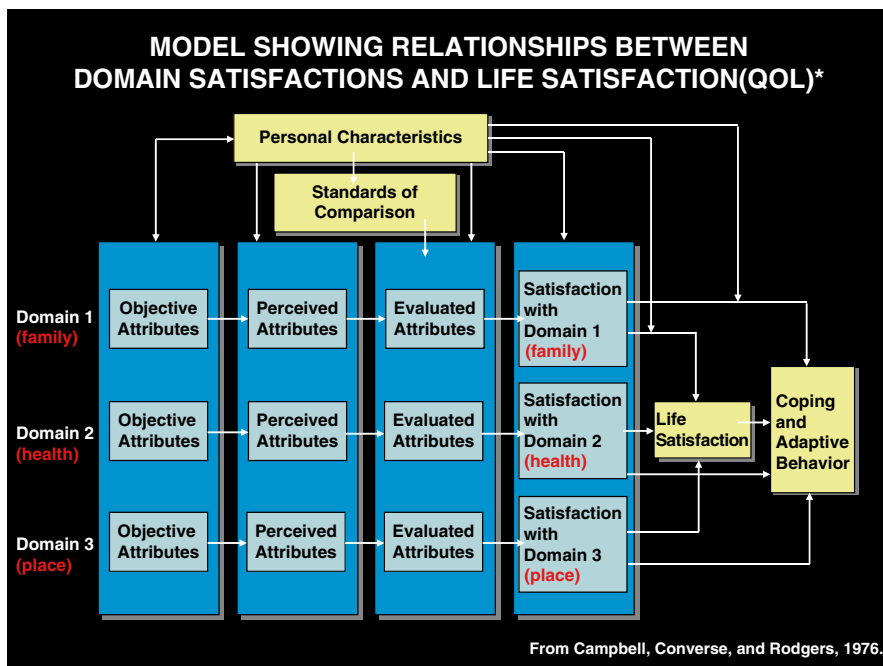 MODEL SHOWING RELATIONSHIPS BETWEEN
DOMAIN SATISFACTIONS AND LIFE SATISFACTION(QOL)*
Personal Characteristics
Standards of
Comparison
Domain 1
(family)
Objective
Attributes
Perceived
Attributes
Evaluated
Attributes
Satisfaction
with
Domain 1
(family)
Domain 2
(health)
Objective
Attributes
Perceived
Attributes
Evaluated
Attributes
Satisfaction
with
Domain 2
(health)
Life
Satisfaction
Coping
and
Adaptive
Behavior
Domain 3
(place)
Objective
Attributes
Perceived
Attributes
Evaluated
Attributes
Satisfaction
with
Domain 3
(place)
From Campbell, Converse, and Rodgers, 1976.